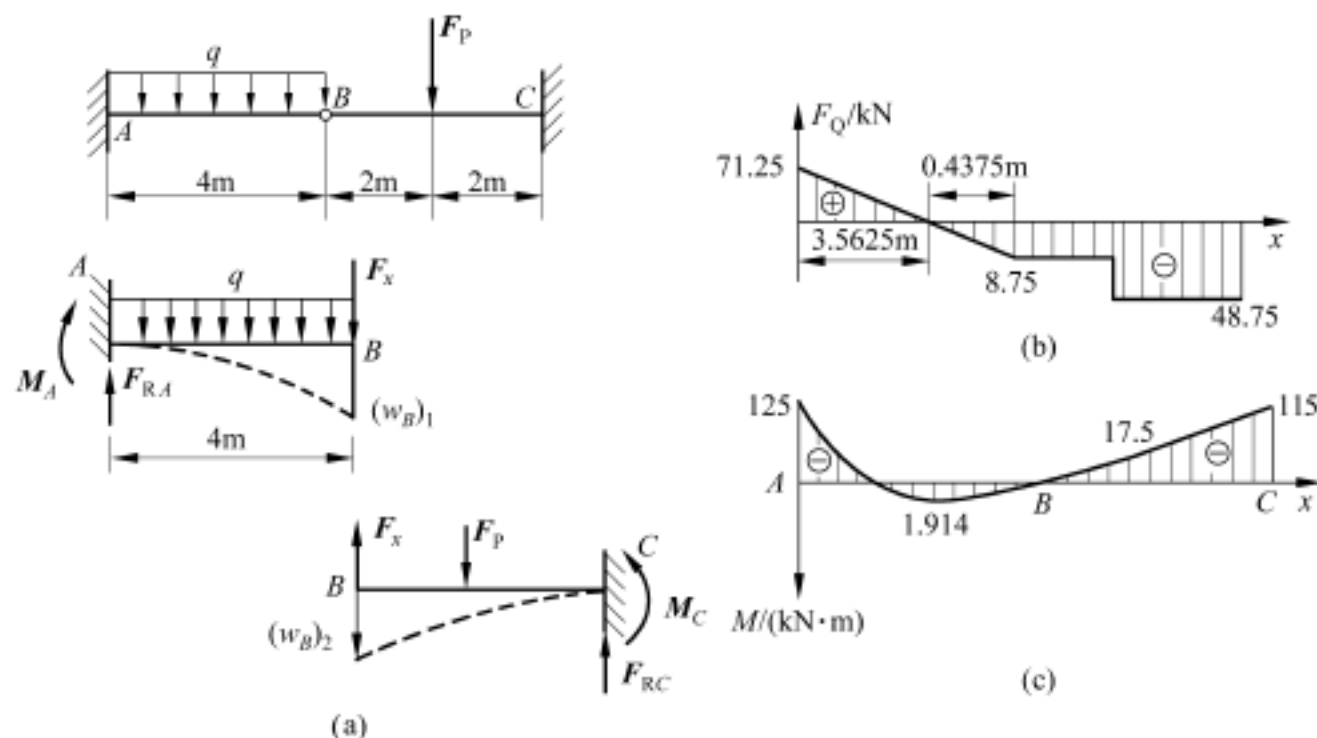 F_P
q
B
C
A
4m
2m
2m
A
q
F_x
B
M_A
F_RA
(w_B)_1
4m
F_x
F_P
C
B
M_C
(w_B)_2
F_RC
(a)
F_Q/kN
71.25
0.4375m
⊕
3.5625m
x
⊖
8.75
48.75
(b)
125
115
17.5
⊖
⊖
A
B
C
x
1.914
M/(kN·m)
(c)